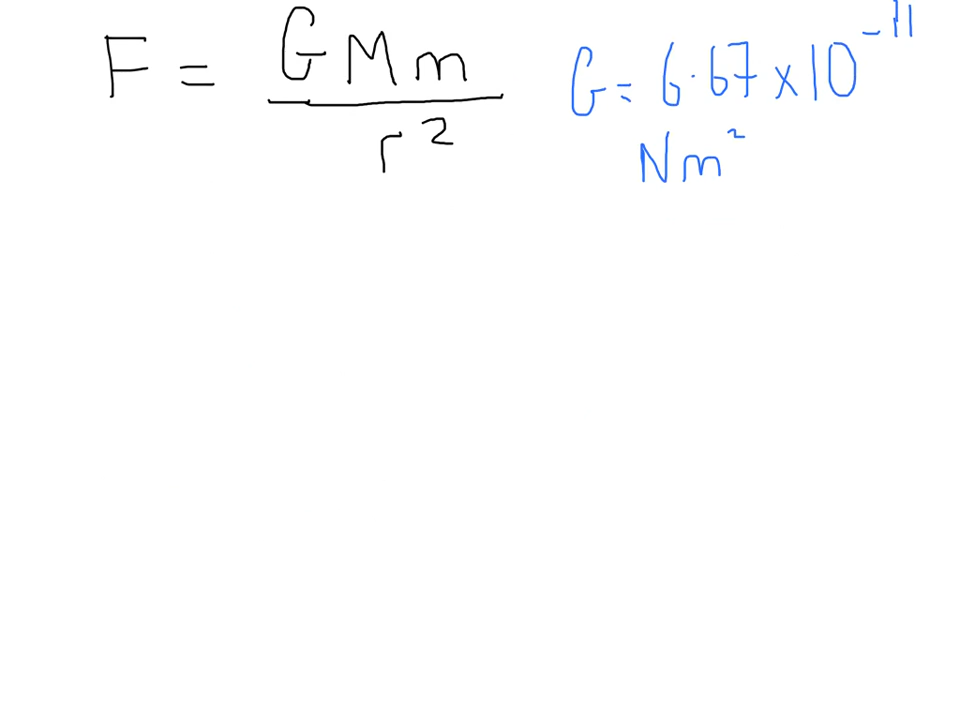 F = GMm / r²
G = 6.67 x 10⁻¹¹
Nm²